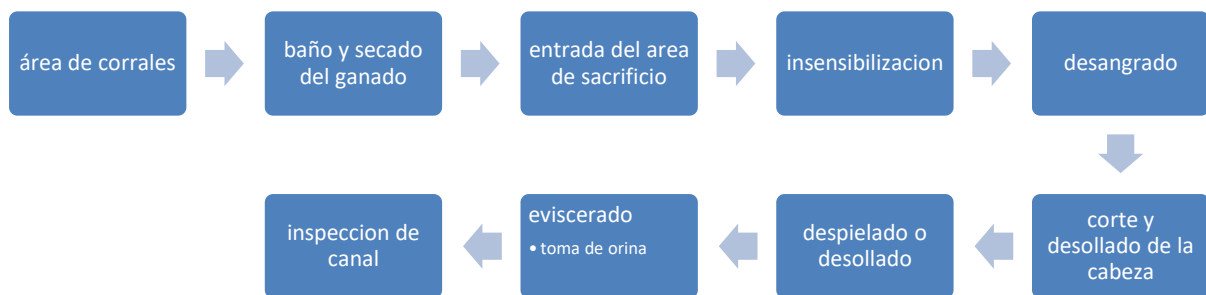 área de corrales
baño y secado
del ganado
entrada del area
de sacrificio
insensibilizacion
desangrado
corte y
desollado de la
cabeza
despielado o
desollado
eviscerado
• toma de orina
inspeccion de
canal